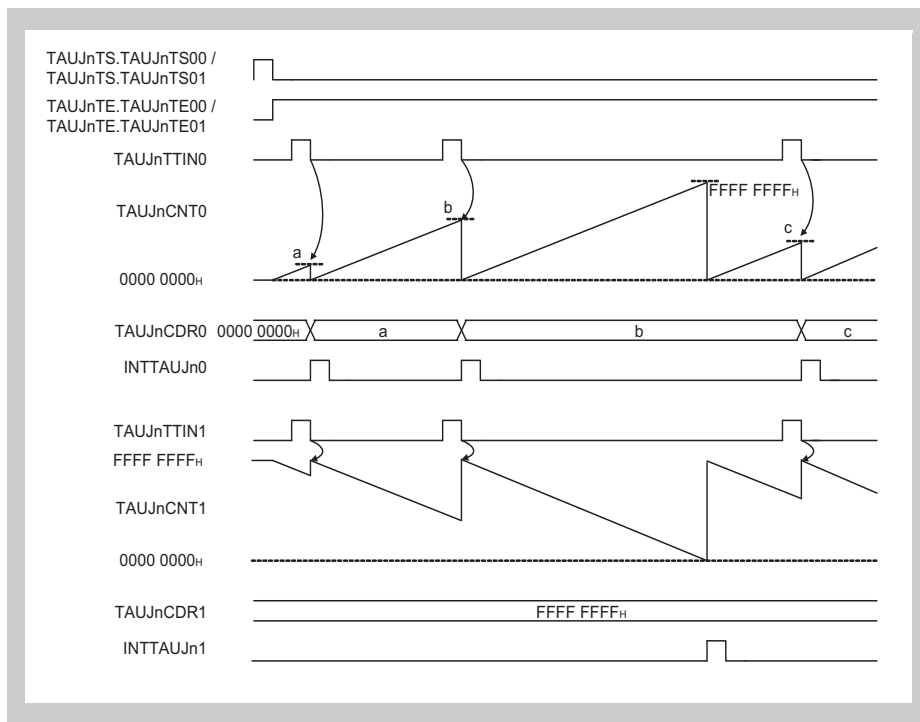 TAUJnTS.TAUJnTS00 /
TAUJnTS.TAUJnTS01
TAUJnTE.TAUJnTE00 /
TAUJnTE.TAUJnTE01
TAUJnTTIN0
FFFF FFFFH
TAUJnCNT0
b
c
a
0000 0000H
TAUJnCDR0 0000 0000H a b c
INTTAUJn0
TAUJnTTIN1
FFFF FFFFH
TAUJnCNT1
0000 0000H
TAUJnCDR1 FFFF FFFFH
INTTAUJn1